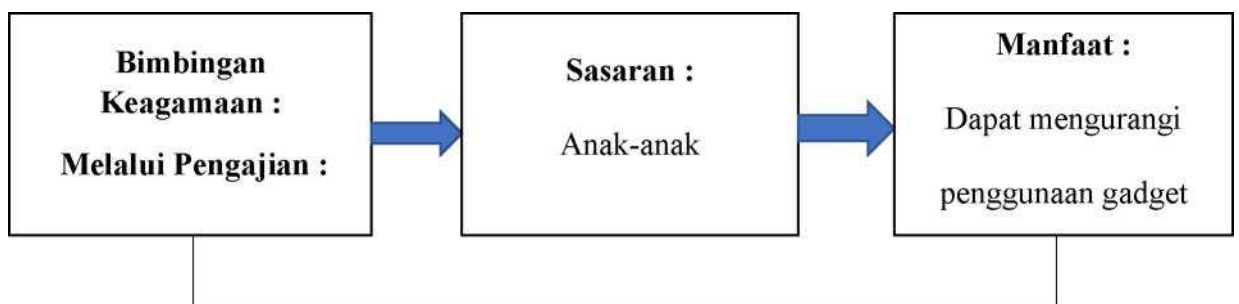 Bimbingan
Keagamaan :
Melalui Pengajian :
Sasaran :
Anak-anak
Manfaat :
Dapat mengurangi
penggunaan gadget